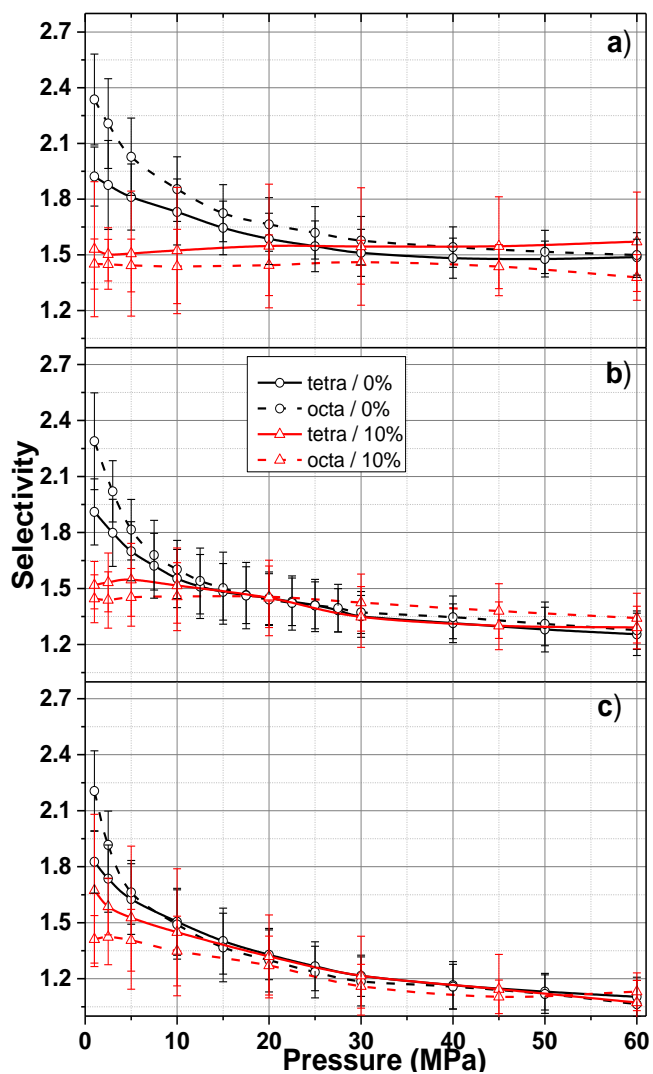 a)
2.7
2.4
2.1
1.8
1.5
1.2
b)
2.7
2.4
2.1
1.8
1.5
1.2
tetra / 0%
octa / 0%
tetra / 10%
octa / 10%
Selectivity
c)
2.7
2.4
2.1
1.8
1.5
1.2
0 10 20 30 40 50 60
Pressure (MPa)